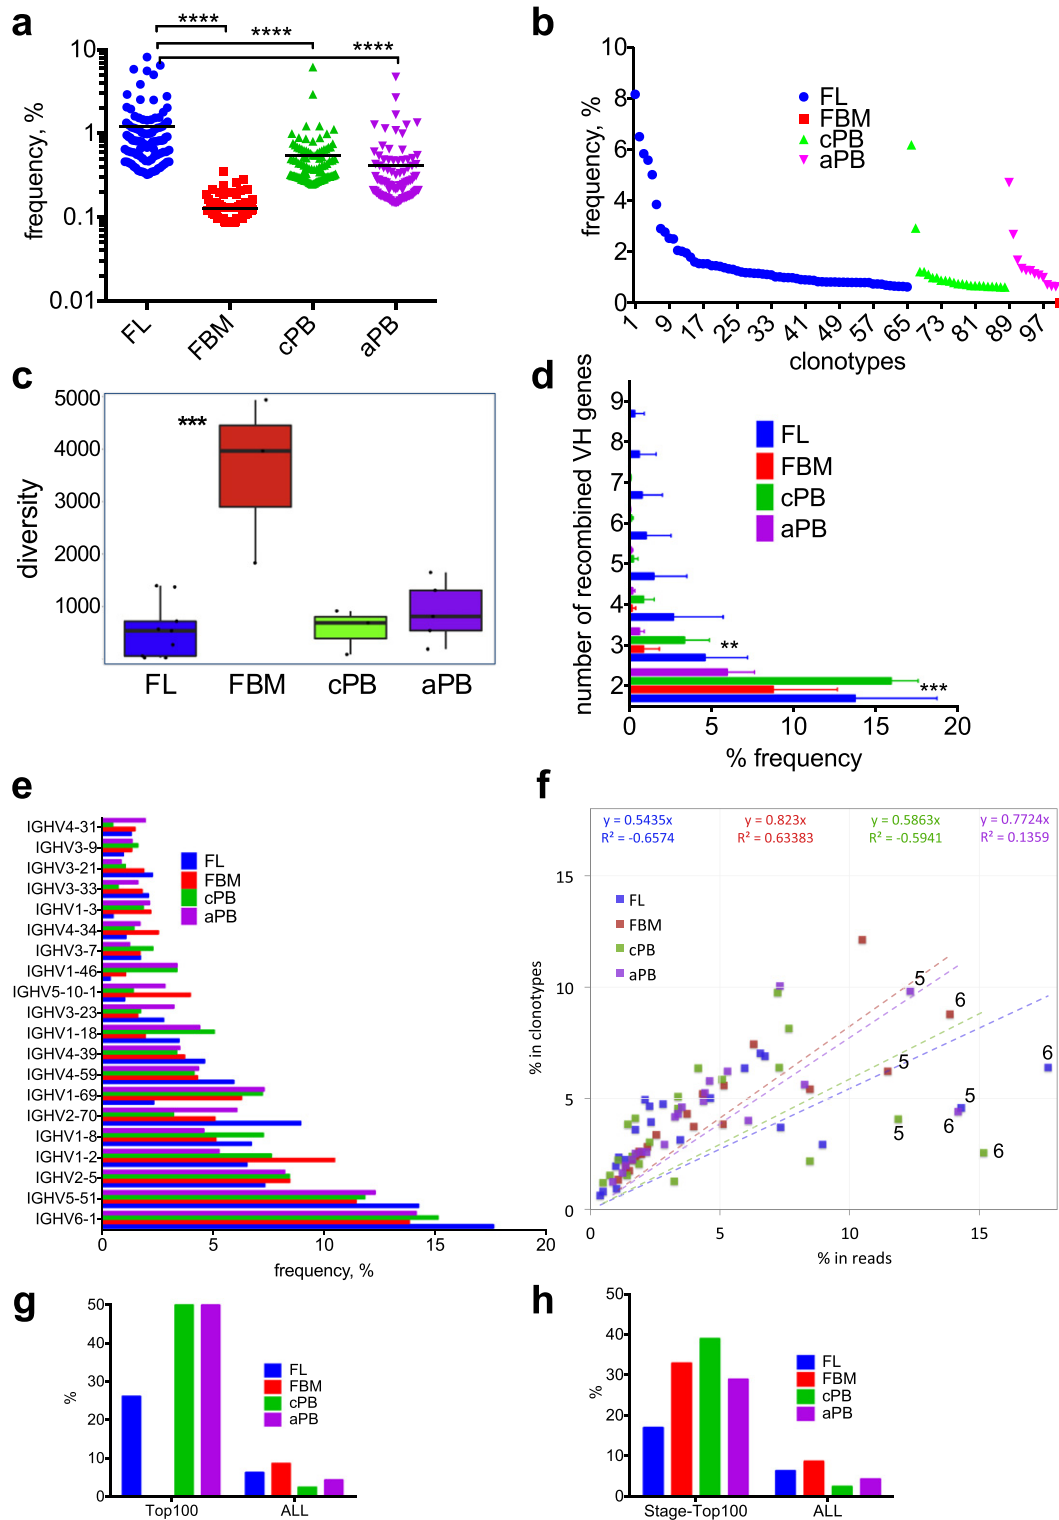 a
****
****
****
10
1
0.1
0.01
frequency, %
FL
FBM
cPB
aPB
b
10
8
6
4
2
0
frequency, %
FL
FBM
cPB
aPB
1
9
17
25
33
41
49
57
65
73
81
89
97
clonotypes
c
5000
4000
3000
2000
1000
diversity
***
FL
FBM
cPB
aPB
d
number of recombined VH genes
9
8
7
6
5
4
3
2
FL
FBM
cPB
aPB
**
***
0
5
10
15
20
% frequency
e
IGHV4-31
IGHV3-9
IGHV3-21
IGHV3-33
IGHV1-3
IGHV4-34
IGHV3-7
IGHV1-46
IGHV5-10-1
IGHV3-23
IGHV1-18
IGHV4-39
IGHV4-59
IGHV1-69
IGHV2-70
IGHV1-8
IGHV1-2
IGHV2-5
IGHV5-51
IGHV6-1
FL
FBM
cPB
aPB
0
5
10
15
20
frequency, %
f
y = 0.5435x
R² = -0.6574
y = 0.823x
R² = 0.63383
y = 0.5863x
R² = -0.5941
y = 0.7724x
R² = 0.1359
15
10
5
0
% in clonotypes
FL
FBM
cPB
aPB
5
6
5
6
5
6
5
6
0
5
10
15
% in reads
g
50
40
30
20
10
0
%
FL
FBM
cPB
aPB
Top100
ALL
h
50
40
30
20
10
0
%
FL
FBM
cPB
aPB
Stage-Top100
ALL